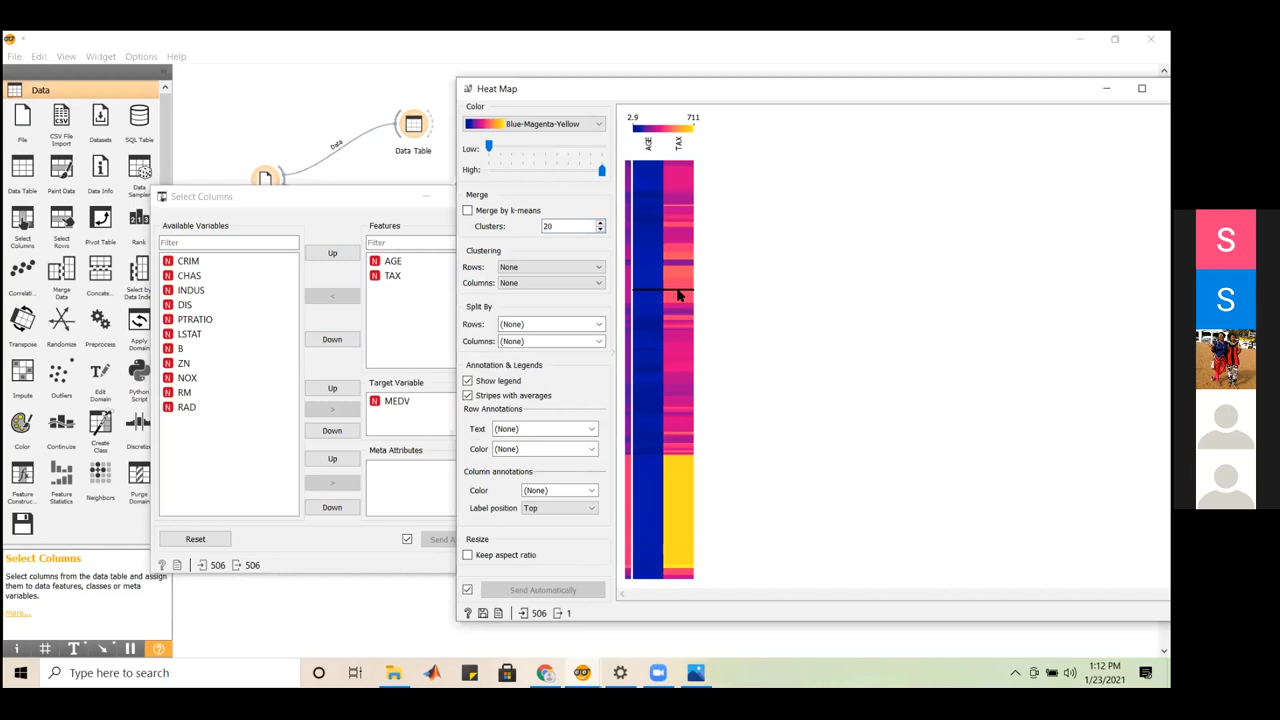 File Edit View Widget Options Help
Data
File
CSV File Import
Datasets
SQL Table
Data Table
Paint Data
Data Info
Data Sampler
Select Columns
Select Rows
Pivot Table
Rank
Correlati...
Merge Data
Concate...
Select by Data Index
Transpose
Randomize
Preprocess
Apply Domain
Impute
Outliers
Edit Domain
Python Script
Color
Continuize
Create Class
Discretize
Feature Construc...
Feature Statistics
Neighbors
Purge Domain
Select Columns
Select columns from the data table and assign
them to data features, classes or meta
variables.
more...
Data
Data Table
Select Columns
Available Variables
Filter
CRIM
CHAS
INDUS
DIS
PTRATIO
LSTAT
B
ZN
NOX
RM
RAD
Up
<
Down
Up
>
Down
Up
>
Down
Features
Filter
AGE
TAX
Target Variable
MEDV
Meta Attributes
Reset
Send A
506 506
Heat Map
Color
Blue-Magenta-Yellow
Low:
High:
Merge
Merge by k-means
Clusters: 20
Clustering
Rows: None
Columns: None
Split By
Rows: (None)
Columns: (None)
Annotation & Legends
Show legend
Stripes with averages
Row Annotations
Text (None)
Color (None)
Column annotations
Color (None)
Label position Top
Resize
Keep aspect ratio
Send Automatically
506 1
2.9 711
AGE
TAX
S
S
Type here to search
1:12 PM
1/23/2021